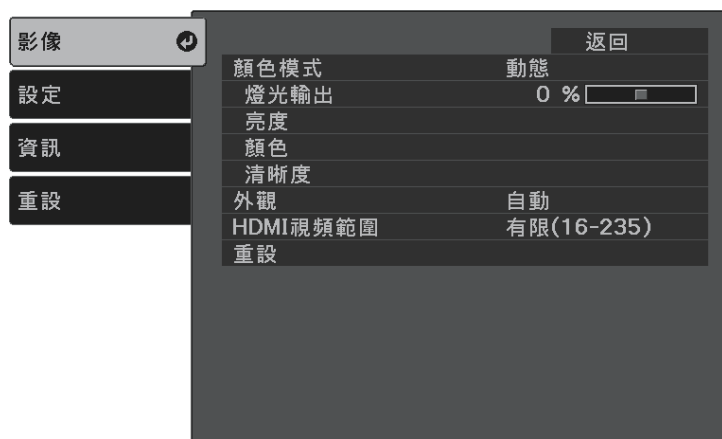 影像
設定
資訊
重設
返回
顏色模式 動態
燈光輸出 0 %
亮度
顏色
清晰度
外觀 自動
HDMI視頻範圍 有限(16-235)
重設